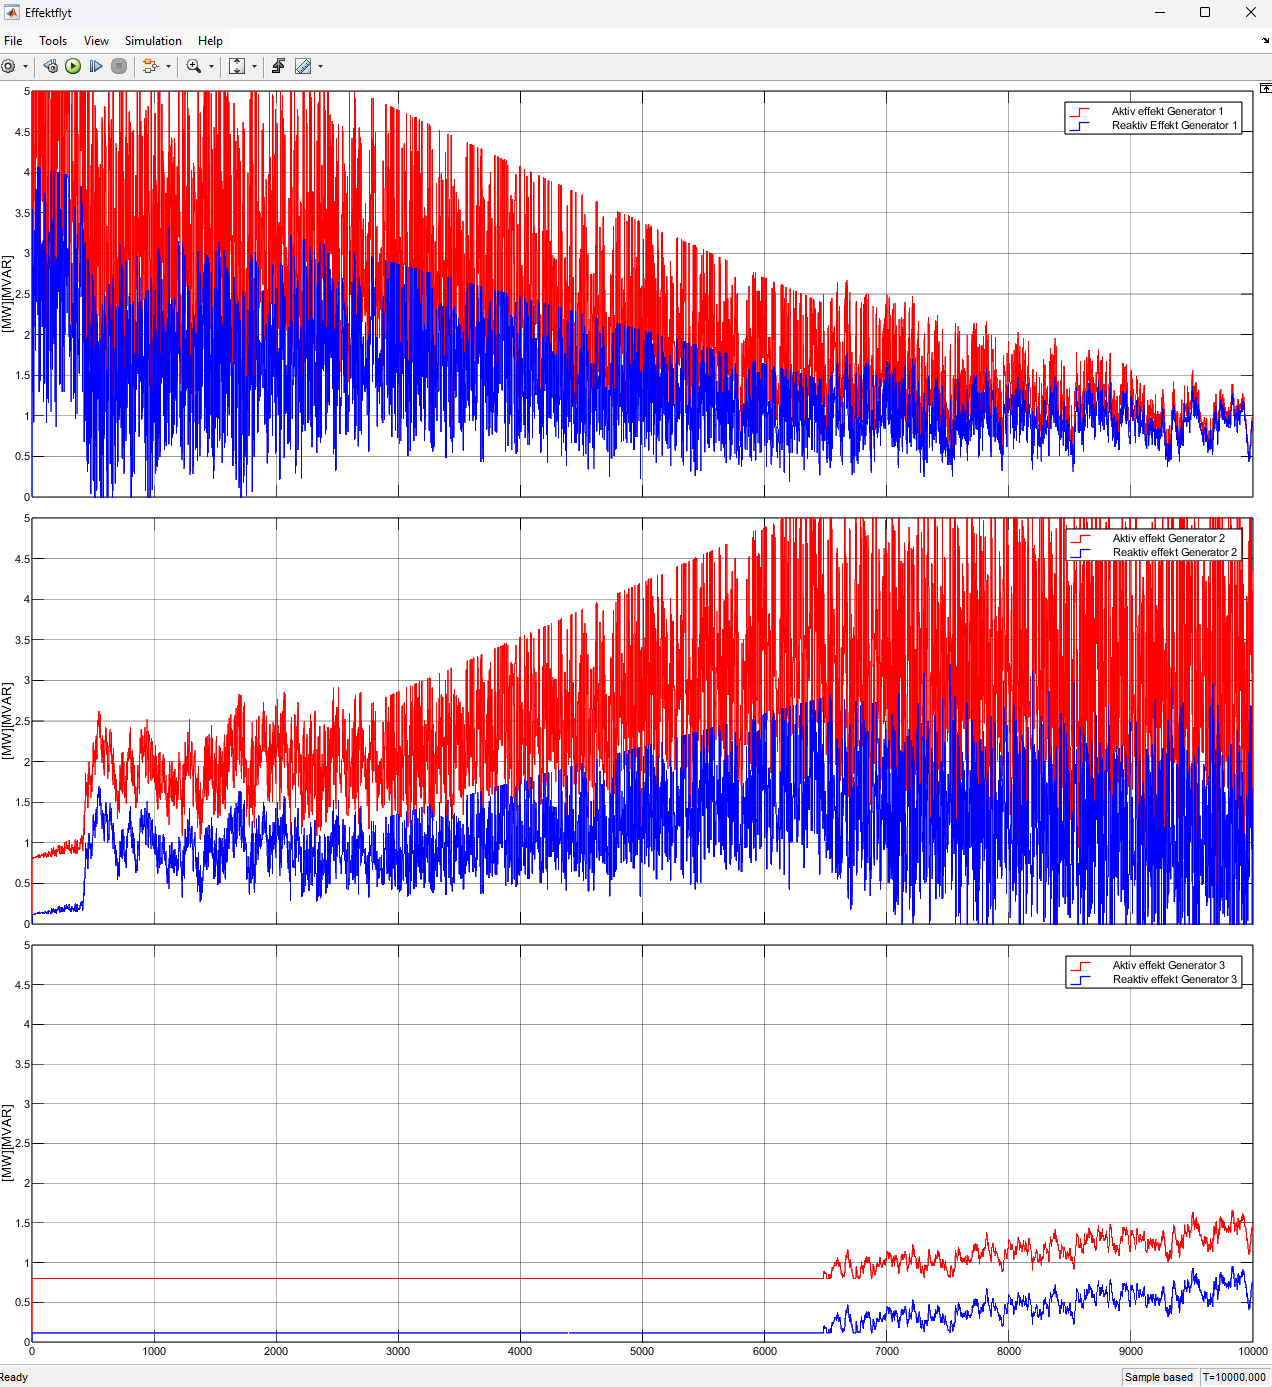 Effektflyt
File Tools View Simulation Help
5
4.5
4
3.5
3
2.5
2
1.5
1
0.5
0
[MW][MVAR]
Aktiv effekt Generator 1
Reaktiv Effekt Generator 1
5
4.5
4
3.5
3
2.5
2
1.5
1
0.5
0
[MW][MVAR]
Aktiv effekt Generator 2
Reaktiv effekt Generator 2
5
4.5
4
3.5
3
2.5
2
1.5
1
0.5
0
[MW][MVAR]
Aktiv effekt Generator 3
Reaktiv effekt Generator 3
0 1000 2000 3000 4000 5000 6000 7000 8000 9000 10000
Ready
Sample based T=10000.000